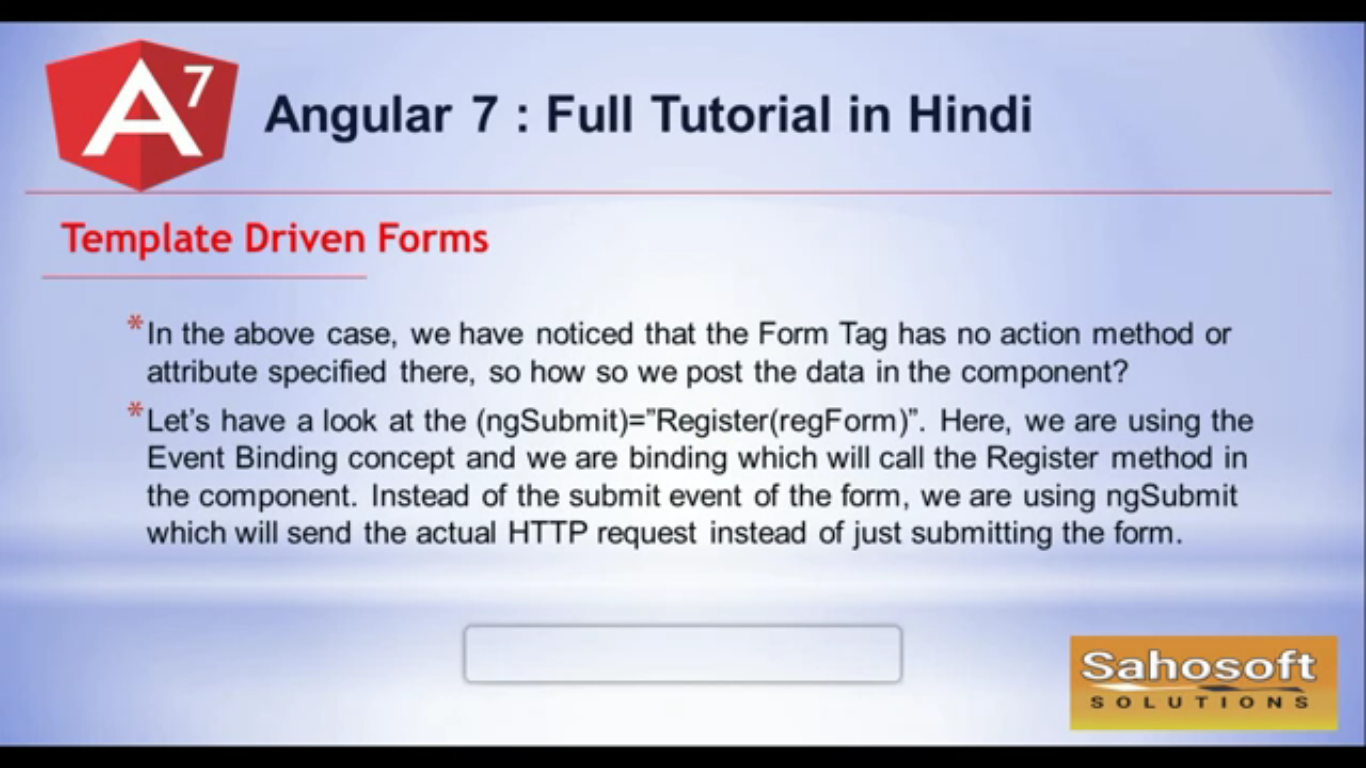 A7
Angular 7 : Full Tutorial in Hindi
Template Driven Forms
*In the above case, we have noticed that the Form Tag has no action method or
attribute specified there, so how so we post the data in the component?
*Let's have a look at the (ngSubmit)=”Register(regForm)”. Here, we are using the
Event Binding concept and we are binding which will call the Register method in
the component. Instead of the submit event of the form, we are using ngSubmit
which will send the actual HTTP request instead of just submitting the form.
Sahosoft
SOLUTIONS